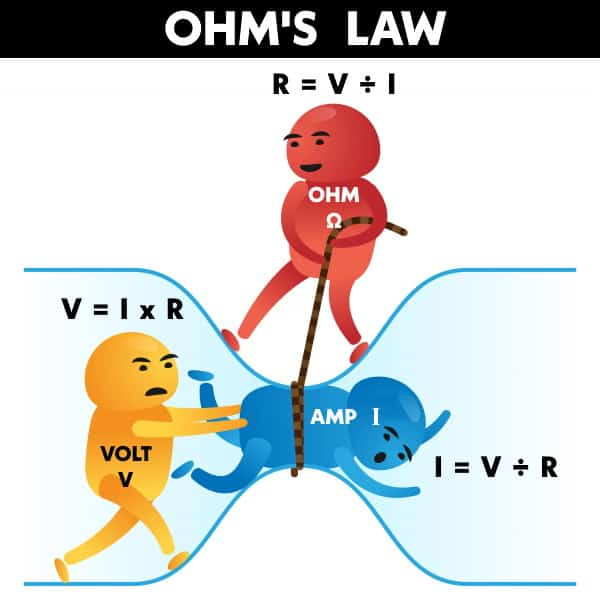 OHM'S LAW
R = V ÷ I
OHM
Ω
V = I x R
AMP I
VOLT
V
I = V ÷ R